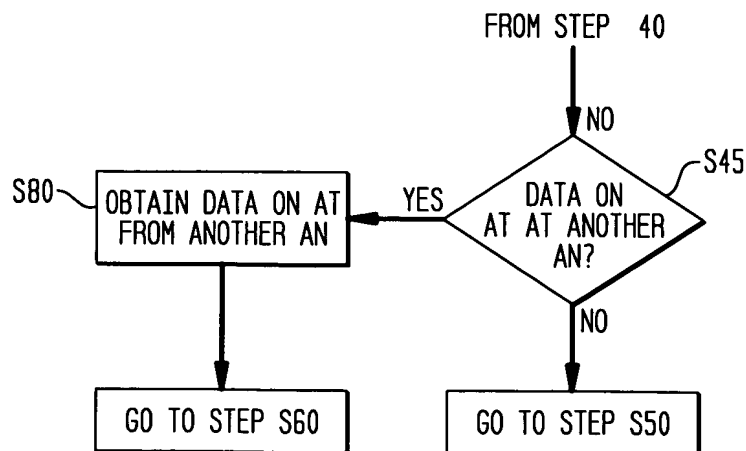 FROM STEP 40
NO
S45
DATA ON
AT AT ANOTHER
AN?
YES
S80
OBTAIN DATA ON AT
FROM ANOTHER AN
NO
GO TO STEP S60
GO TO STEP S50